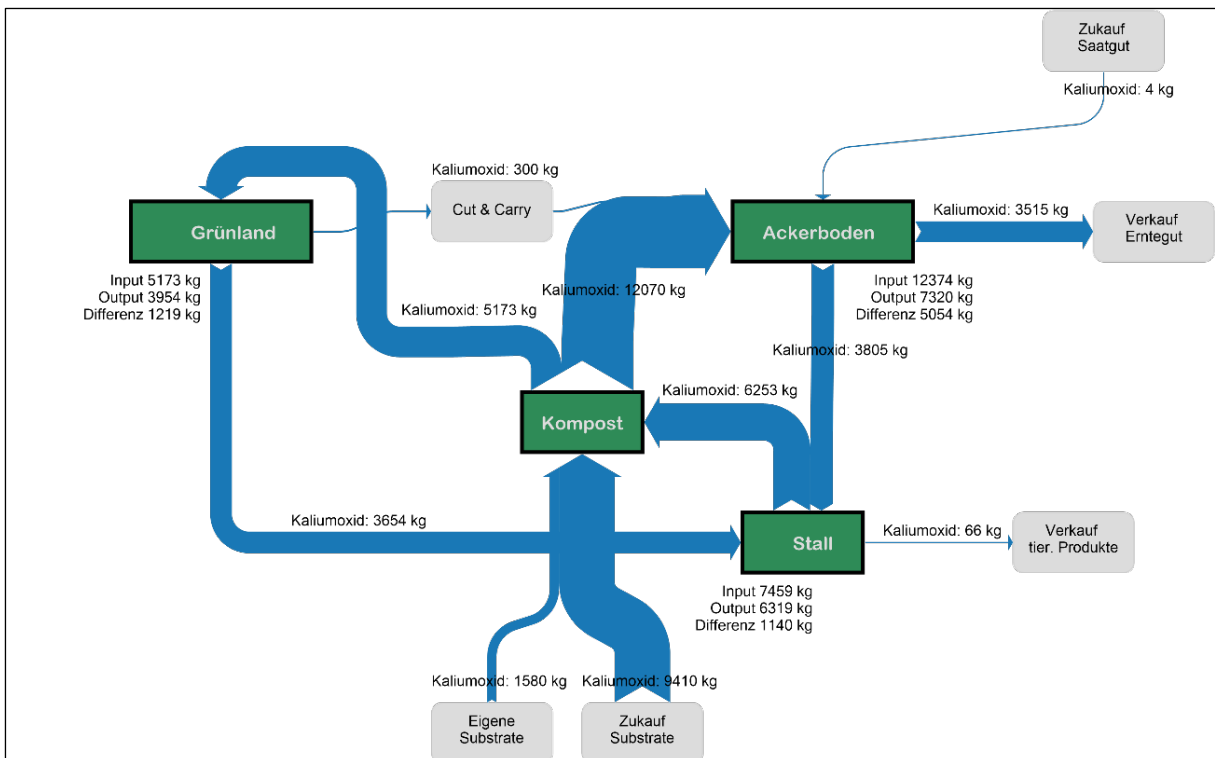 Zukauf
Saatgut
Kaliumoxid: 4 kg
Kaliumoxid: 300 kg
Cut & Carry
Grünland
Input 5173 kg
Output 3954 kg
Differenz 1219 kg
Ackerboden
Input 12374 kg
Output 7320 kg
Differenz 5054 kg
Kaliumoxid: 3515 kg
Verkauf
Erntegut
Kaliumoxid: 12070 kg
Kaliumoxid: 5173 kg
Kaliumoxid: 3805 kg
Kaliumoxid: 6253 kg
Kompost
Kaliumoxid: 3654 kg
Stall
Input 7459 kg
Output 6319 kg
Differenz 1140 kg
Kaliumoxid: 66 kg
Verkauf
tier. Produkte
Kaliumoxid: 1580 kg
Kaliumoxid: 9410 kg
Eigene
Substrate
Zukauf
Substrate